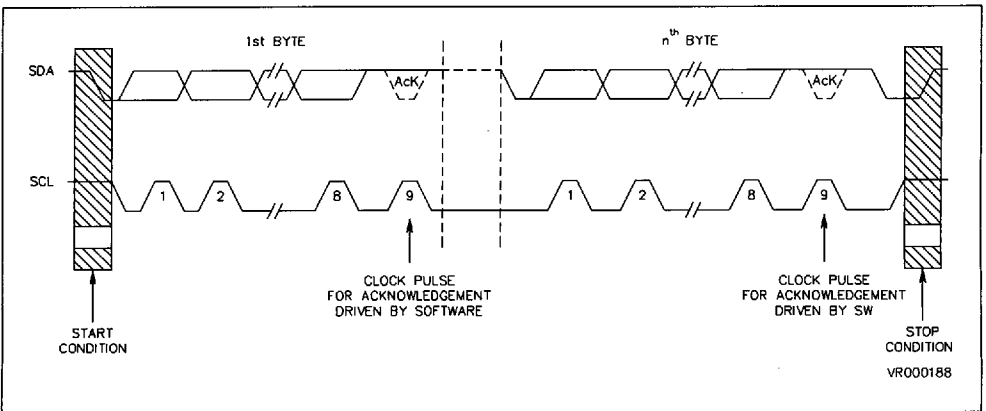 1st BYTE
nth BYTE
SDA
AcK
AcK
SCL
1
2
8
9
1
2
8
9
CLOCK PULSE
FOR ACKNOWLEDGEMENT
DRIVEN BY SOFTWARE
CLOCK PULSE
FOR ACKNOWLEDGEMENT
DRIVEN BY SW
START
CONDITION
STOP
CONDITION
VR000188